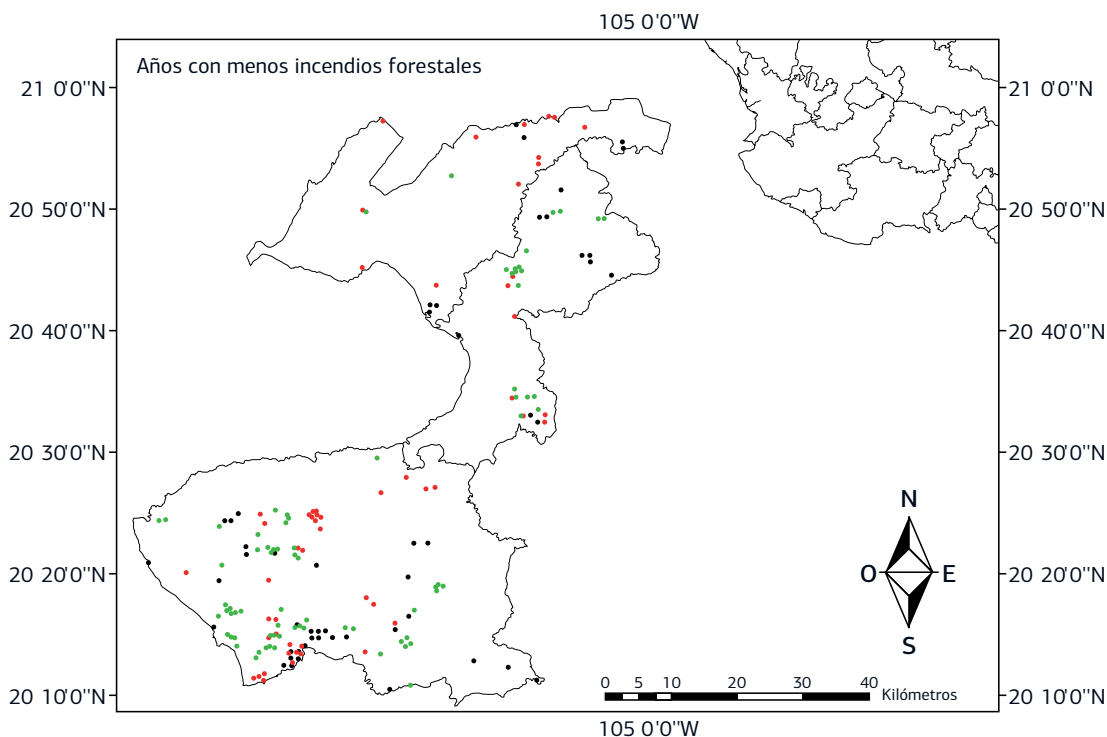 105 0'0''W
Años con menos incendios forestales
21 0'0''N
21 0'0''N
20 50'0''N
20 50'0''N
20 40'0''N
20 40'0''N
20 30'0''N
20 30'0''N
N
O E
S
20 20'0''N
20 20'0''N
0 5 10 20 30 40
Kilómetros
20 10'0''N
20 10'0''N
105 0'0''W